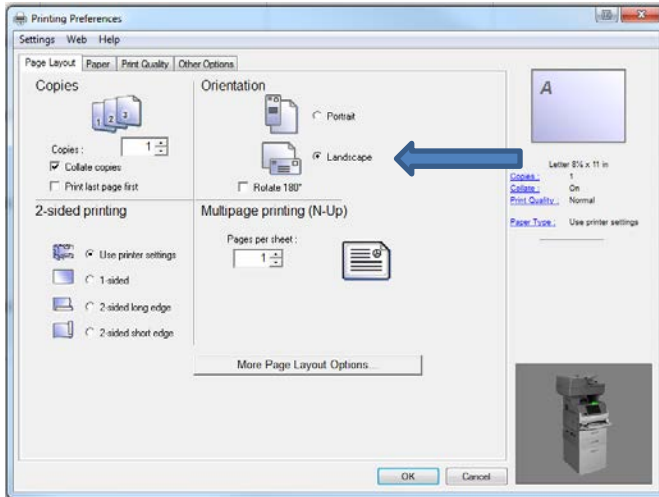 Printing Preferences
Settings Web Help
Page Layout Paper Print Quality Other Options
Copies
1 2 3
Copies : 1
Collate copies
Print last page first
Orientation
Portrait
Landscape
Rotate 180°
2-sided printing
Use printer settings
1-sided
2-sided long edge
2-sided short edge
Multipage printing (N-Up)
Pages per sheet :
1
More Page Layout Options...
A
Letter 8½ x 11 in
Copies : 1
Collate : On
Print Quality : Normal
Paper Type : Use printer settings
OK Cancel